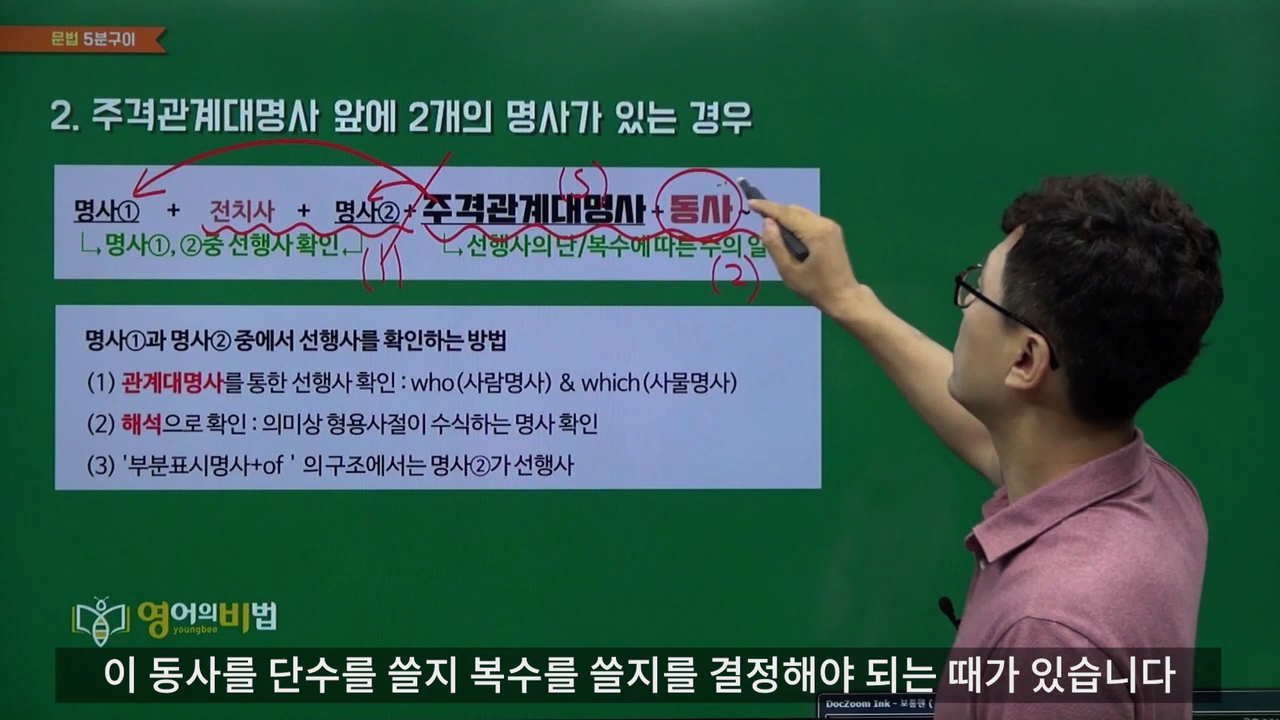 문법 5분구이
2. 주격관계대명사 앞에 2개의 명사가 있는 경우
(S)
명사① + 전치사 + 명사② + 주격관계대명사 + 동사 ~
명사①, ②중 선행사 확인 선행사의 단/복수에 따른 수의 일
(1) (2)
명사①과 명사② 중에서 선행사를 확인하는 방법
(1) 관계대명사를 통한 선행사 확인 : who(사람명사) & which(사물명사)
(2) 해석으로 확인 : 의미상 형용사절이 수식하는 명사 확인
(3) '부분표시명사+of ' 의 구조에서는 명사②가 선행사
영어의비법
youngbee
이 동사를 단수를 쓸지 복수를 쓸지를 결정해야 되는 때가 있습니다
DocZoom Ink - 보통펜 (